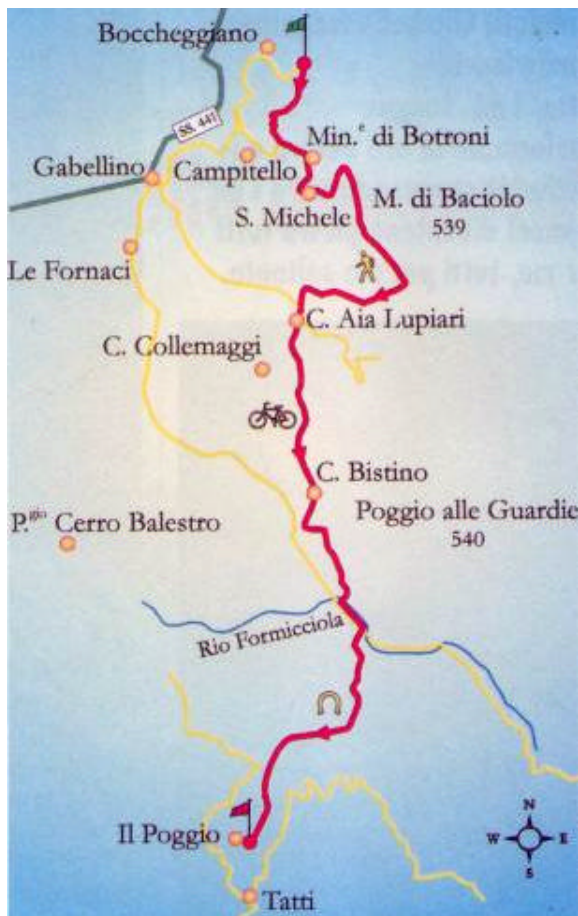 Boccheggiano
SS. 441
Min.e di Botroni
Gabellino
Campitello
M. di Baciolo
539
S. Michele
Le Fornaci
C. Aia Lupiari
C. Collemaggi
C. Bistino
Poggio alle Guardie
540
P.gio Cerro Balestro
Rio Formicciola
N
W
E
S
Il Poggio
Tatti